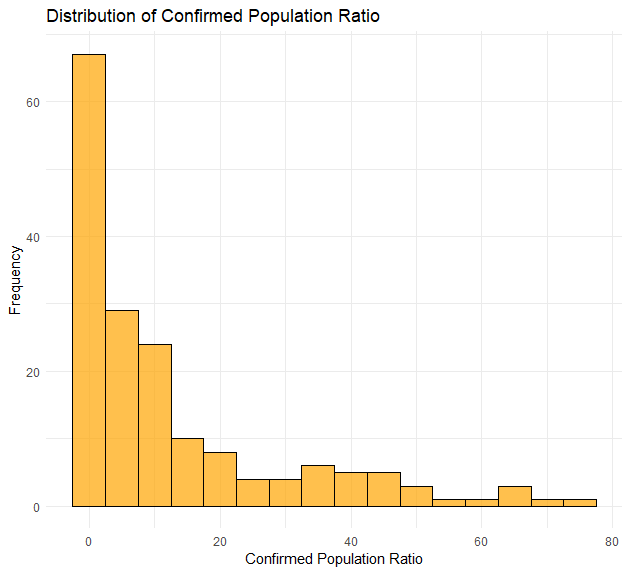 Distribution of Confirmed Population Ratio
60
40
20
0
Frequency
0 20 40 60 80
Confirmed Population Ratio